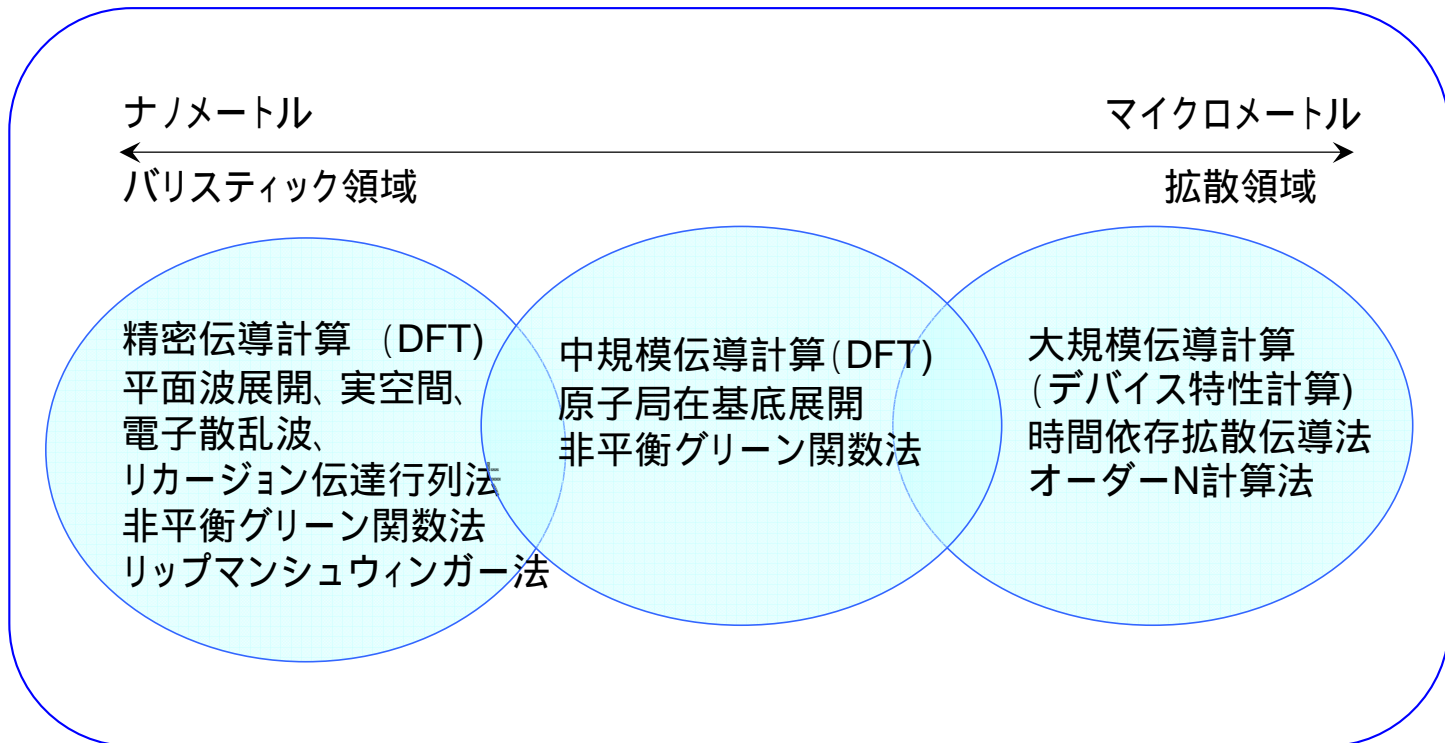 ナノメートル
マイクロメートル
バリスティック領域
拡散領域
精密伝導計算 (DFT)
平面波展開、実空間、
電子散乱波、
リカージョン伝達行列法
非平衡グリーン関数法
リップマンシュウィンガー法
中規模伝導計算(DFT)
原子局在基底展開
非平衡グリーン関数法
大規模伝導計算
(デバイス特性計算)
時間依存拡散伝導法
オーダーN計算法